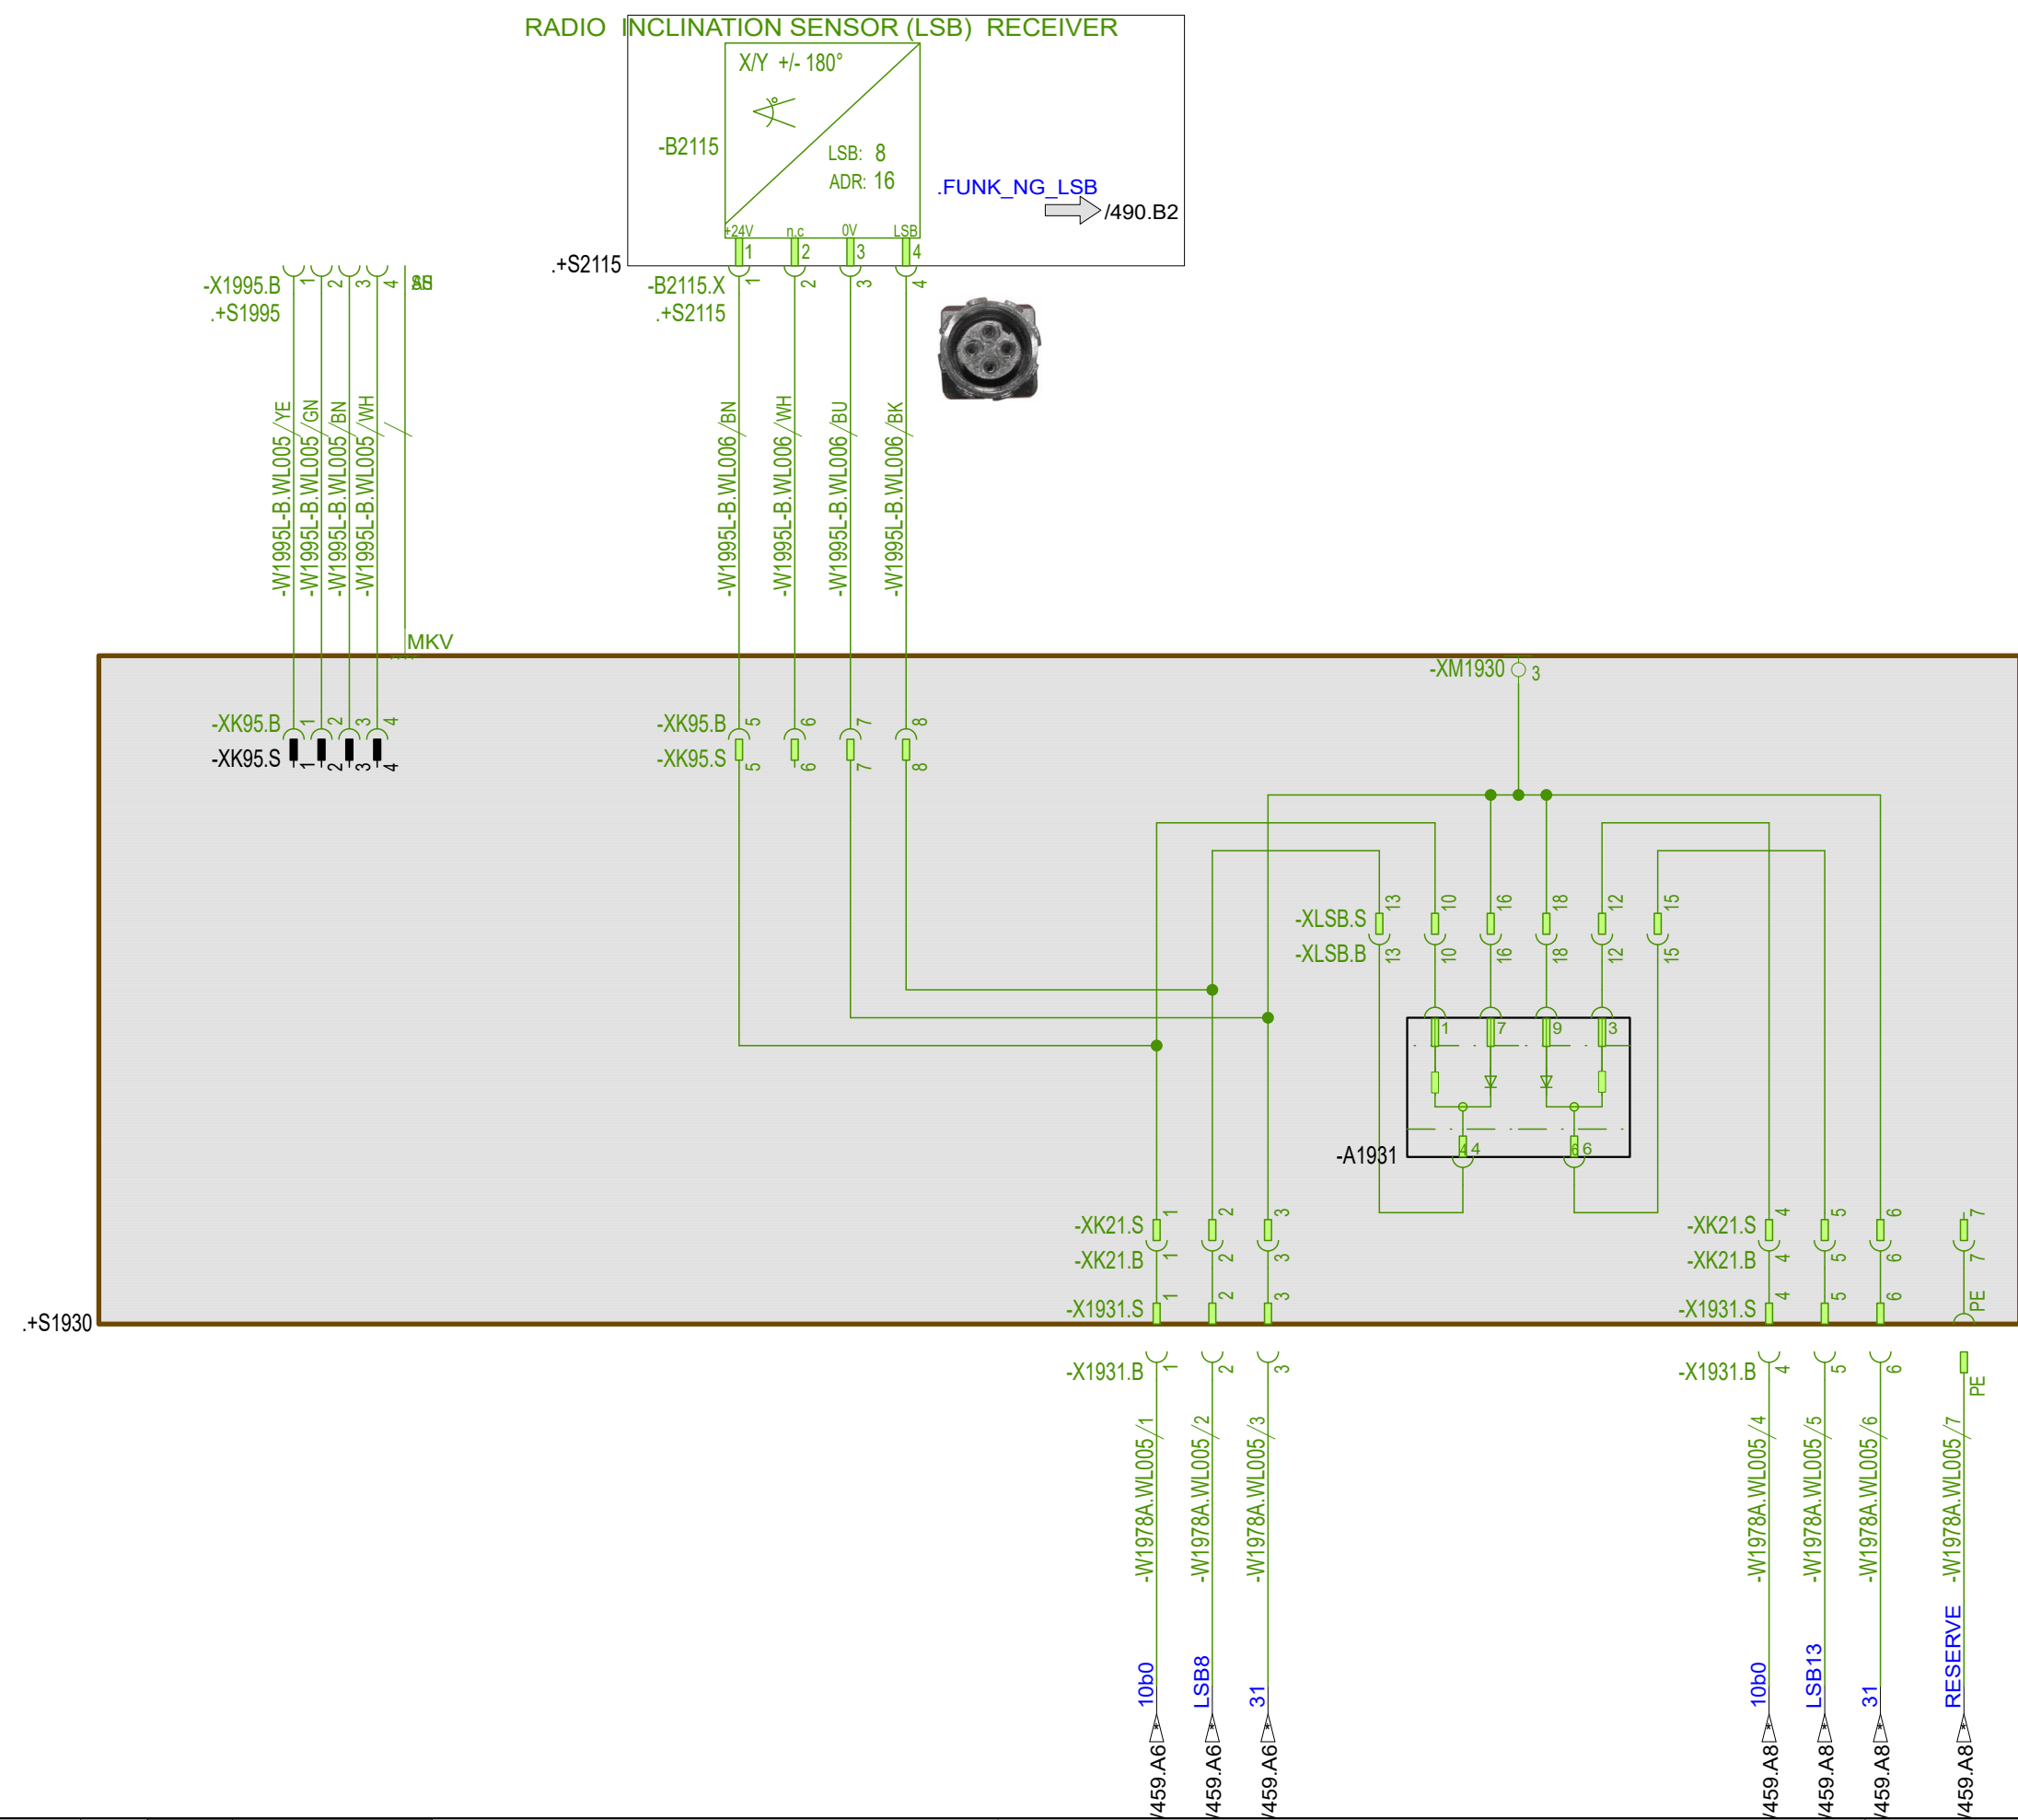 RADIO INCLINATION SENSOR (LSB) RECEIVER
X/Y +/- 180°
-B2115
LSB: 8
ADR: 16
.FUNK_NG_LSB
/490.B2
+24V n.c 0V LSB
1 2 3 4
.+S2115
-X1995.B 1 2 3 4
.+S1995
-B2115.X 1 2 3 4
.+S2115
-W1995L-B.WL005 /YE
-W1995L-B.WL005 /GN
-W1995L-B.WL005 /BN
-W1995L-B.WL005 /WH
-W1995L-B.WL006 /BN
-W1995L-B.WL006 /WH
-W1995L-B.WL006 /BU
-W1995L-B.WL006 /BK
MKV
-XM1930 3
-XK95.B 1 2 3 4
-XK95.S 1 2 3 4
-XK95.B 5 6 7 8
-XK95.S 5 6 7 8
-XLSB.S 13 10 16 18 12 15
-XLSB.B 13 10 16 18 12 15
1 7 9 3
-A1931 4 4 6 6
-XK21.S 1 2 3
-XK21.B 1 2 3
-X1931.S 1 2 3
-XK21.S 4 5 6 7
-XK21.B 4 5 6 7
-X1931.S 4 5 6 PE
.+S1930
-X1931.B 1 2 3
-X1931.B 4 5 6 PE
-W1978A.WL005 /1
-W1978A.WL005 /2
-W1978A.WL005 /3
-W1978A.WL005 /4
-W1978A.WL005 /5
-W1978A.WL005 /6
-W1978A.WL005 /7
10b0
LSB8
31
10b0
LSB13
31
RESERVE
* * * * * * *
/459.A6
/459.A6
/459.A6
/459.A8
/459.A8
/459.A8
/459.A8